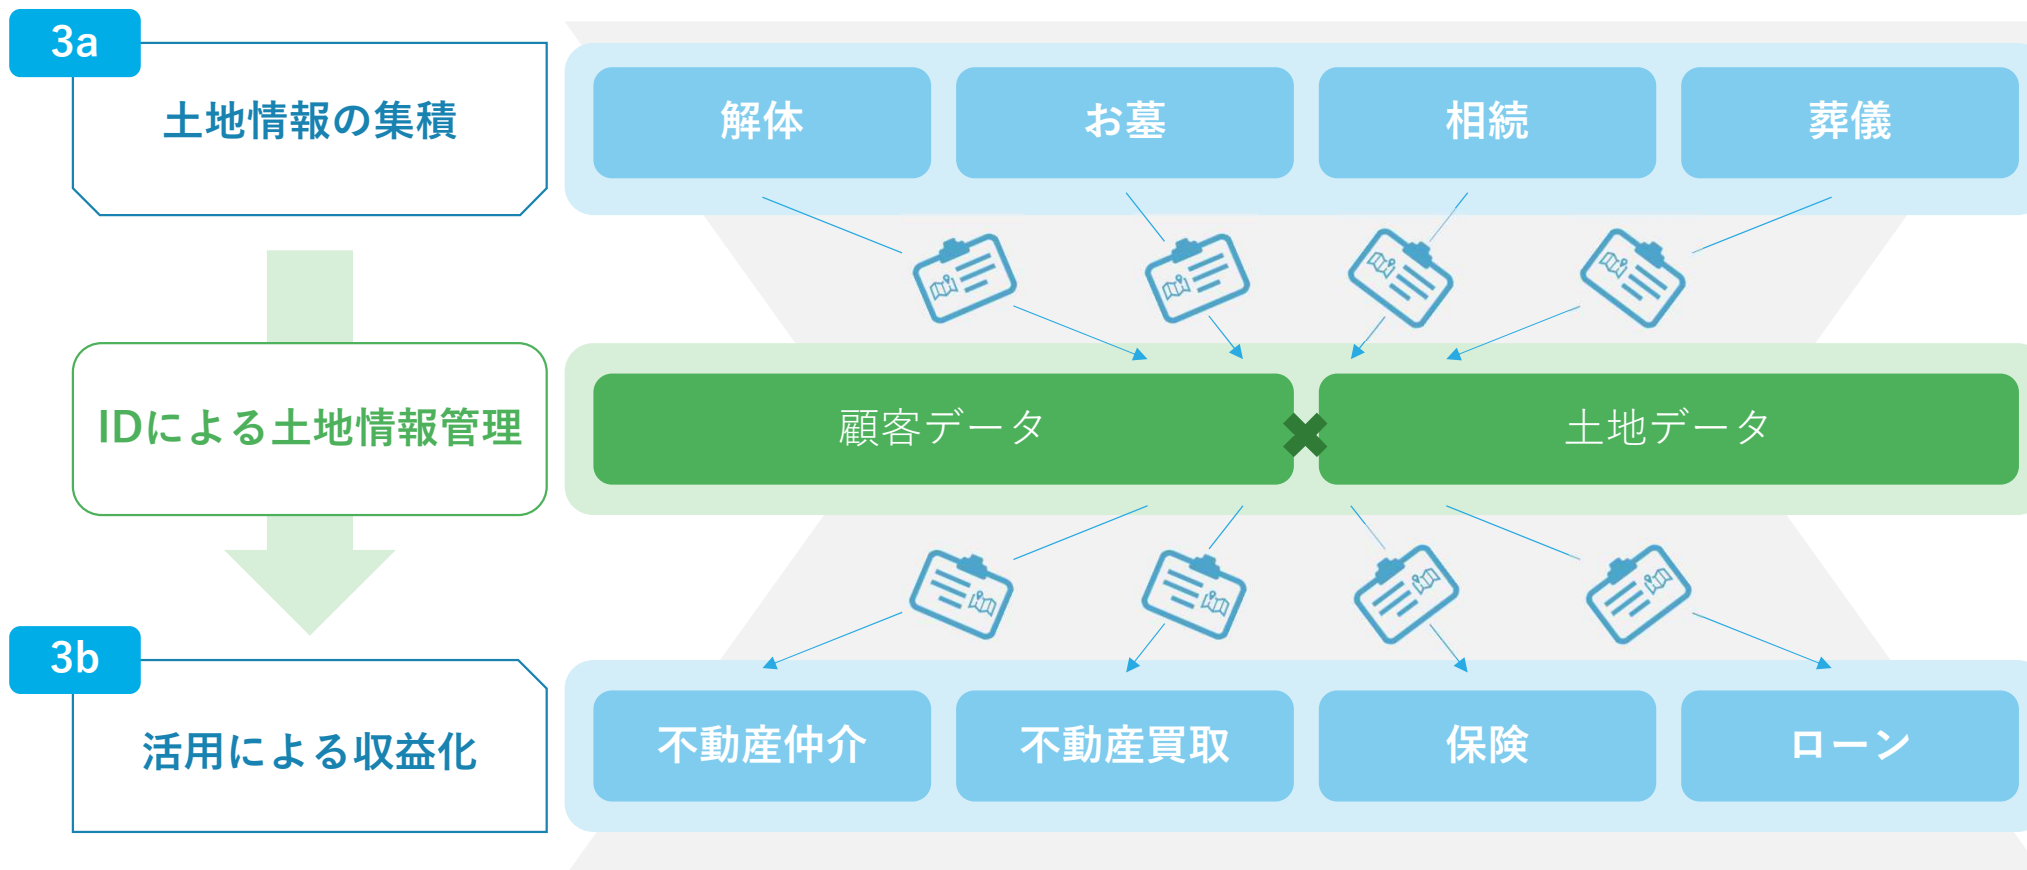 3a
土地情報の集積
解体
お墓
相続
葬儀
IDによる土地情報管理
顧客データ
土地データ
3b
活用による収益化
不動産仲介
不動産買取
保険
ローン